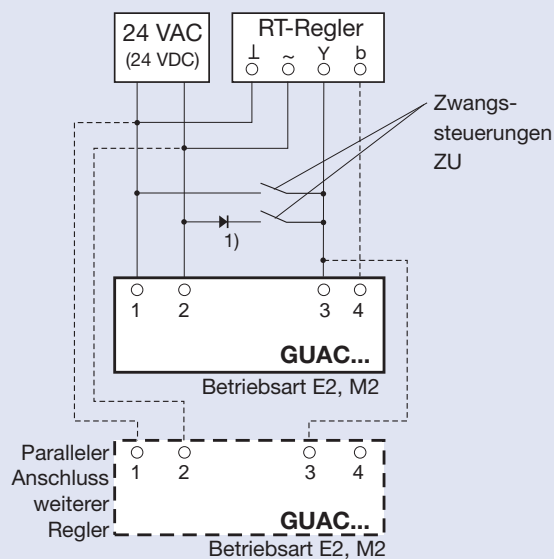 24 VAC
(24 VDC)
RT-Regler
⊥ ~ Y b
Zwangs-
steuerungen
ZU
1)
1 2 3 4
GUAC...
Betriebsart E2, M2
Paralleler
Anschluss
weiterer
Regler
1 2 3 4
GUAC...
Betriebsart E2, M2